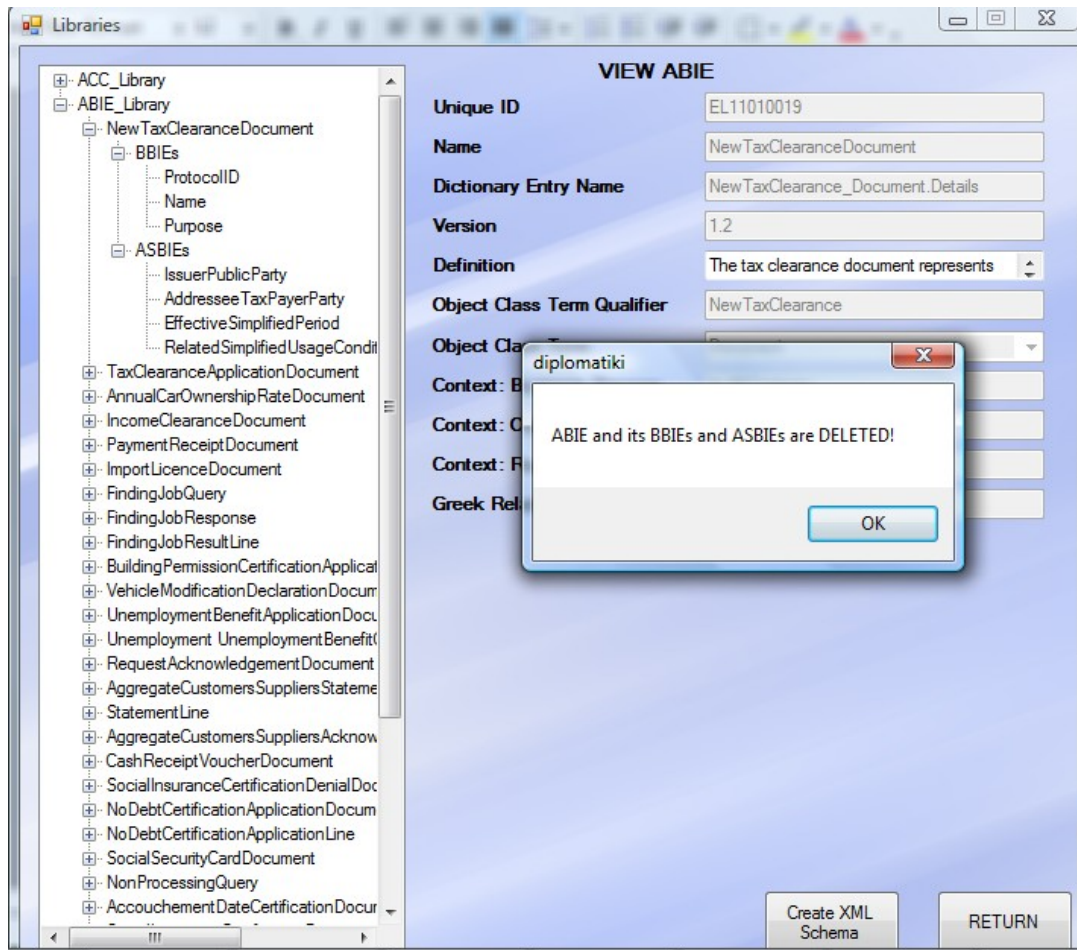 Libraries
ACC_Library
ABIE_Library
NewTaxClearanceDocument
BBIEs
ProtocolID
Name
Purpose
ASBIEs
IssuerPublicParty
AddresseeTaxPayerParty
EffectiveSimplifiedPeriod
RelatedSimplifiedUsageCondit
TaxClearanceApplicationDocument
AnnualCarOwnershipRateDocument
IncomeClearanceDocument
PaymentReceiptDocument
ImportLicenceDocument
FindingJobQuery
FindingJobResponse
FindingJobResultLine
BuildingPermissionCertificationApplicat
VehicleModificationDeclarationDocum
UnemploymentBenefitApplicationDocu
Unemployment UnemploymentBenefit(
RequestAcknowledgementDocument
AggregateCustomersSuppliersStateme
StatementLine
AggregateCustomersSuppliersAcknow
CashReceiptVoucherDocument
SocialInsuranceCertificationDenialDoc
NoDebtCertificationApplicationDocum
NoDebtCertificationApplicationLine
SocialSecurityCardDocument
NonProcessingQuery
AccouchementDateCertificationDocur
VIEW ABIE
Unique ID EL11010019
Name NewTaxClearanceDocument
Dictionary Entry Name NewTaxClearance_Document.Details
Version 1.2
Definition The tax clearance document represents
Object Class Term Qualifier NewTaxClearance
Object Cla
Context: B
Context: O
Context: R
Greek Rel
diplomatiki
ABIE and its BBIEs and ASBIEs are DELETED!
OK
Create XML
Schema
RETURN